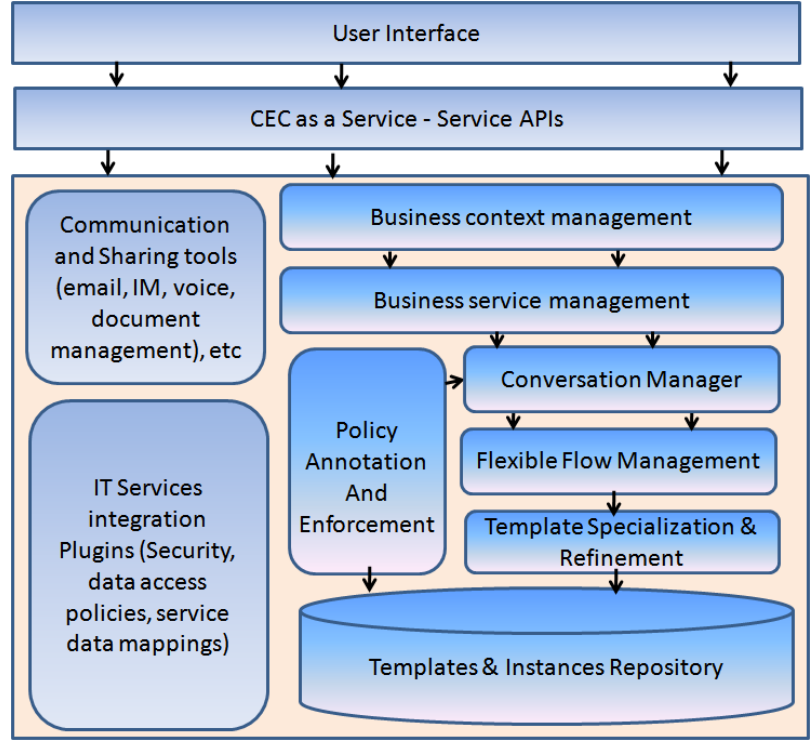 User Interface
CEC as a Service - Service APIs
Communication
and Sharing tools
(email, IM, voice,
document
management), etc
Business context management
Business service management
Conversation Manager
Policy
Annotation
And
Enforcement
Flexible Flow Management
Template Specialization &
Refinement
IT Services
integration
Plugins (Security,
data access
policies, service
data mappings)
Templates & Instances Repository